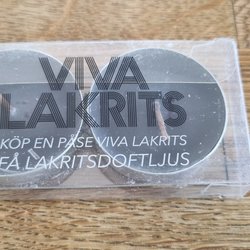 VIVA
LAKRITS
KÖP EN PÅSE VIVA LAKRITS
FÅ LAKRITSDOFTLJUS